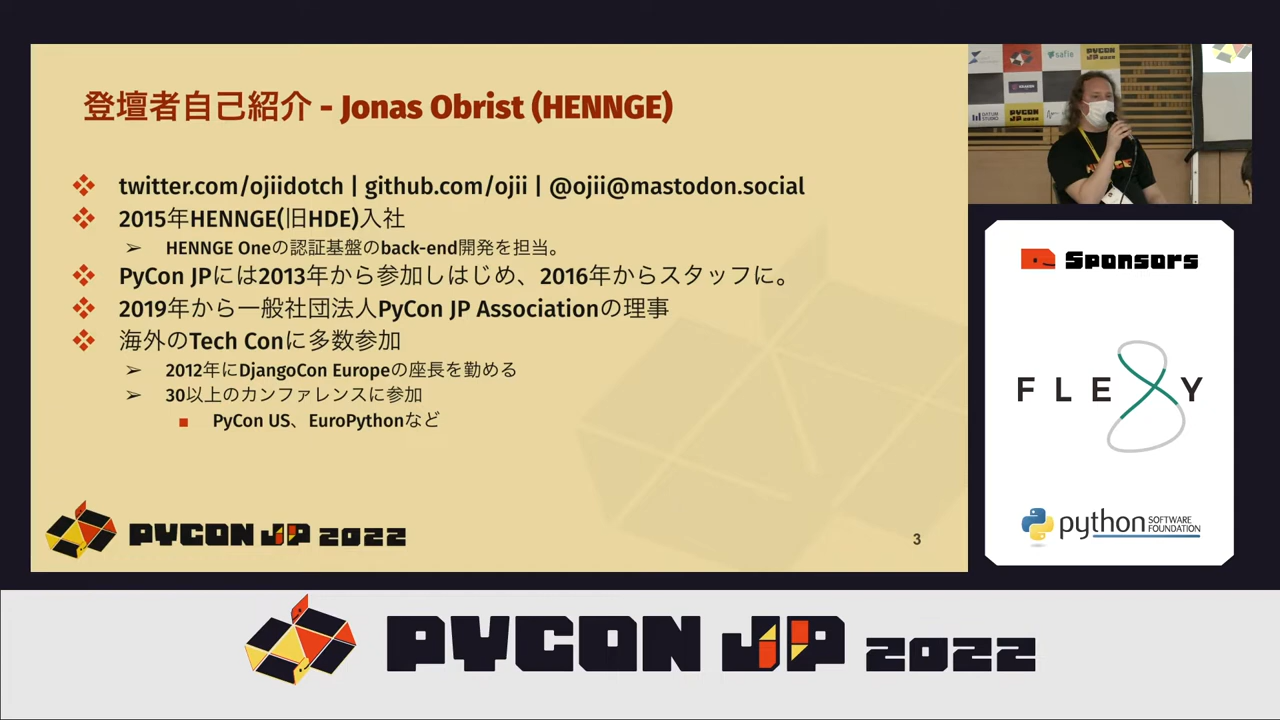 登壇者自己紹介 - Jonas Obrist (HENNGE)
twitter.com/ojiidotch | github.com/ojii | @ojii@mastodon.social
2015年HENNGE(旧HDE)入社
HENNGE Oneの認証基盤のback-end開発を担当。
PyCon JPには2013年から参加しはじめ、2016年からスタッフに。
2019年から一般社団法人PyCon JP Associationの理事
海外のTech Conに多数参加
2012年にDjangoCon Europeの座長を勤める
30以上のカンファレンスに参加
PyCon US、EuroPythonなど
PYCON JP 2022
3
safie
PYCON JP 2022
DATUM STUDIO
PYCON JP 2022
Sponsors
FLEXY
python SOFTWARE FOUNDATION
PYCON JP 2022